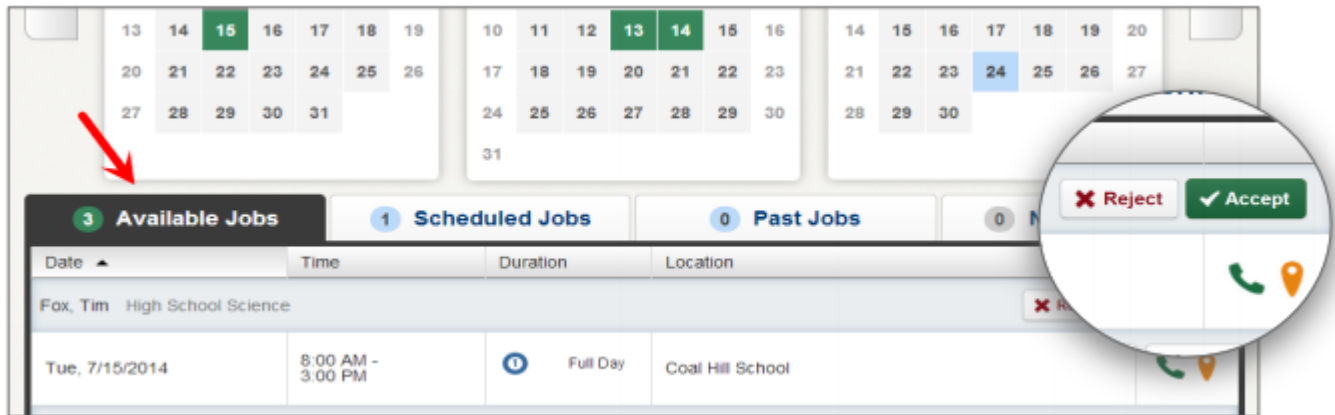 13 14 15 16 17 18 19 10 11 12 13 14 15 16 14 15 16 17 18 19 20
20 21 22 23 24 25 26 17 18 19 20 21 22 23 21 22 23 24 25 26 27
27 28 29 30 31 24 25 26 27 28 29 30 28 29 30
31
Reject Accept
3 Available Jobs 1 Scheduled Jobs 0 Past Jobs 0
Date Time Duration Location
Fox, Tim High School Science
Tue, 7/15/2014 8:00 AM - 1 Full Day Coal Hill School
3:00 PM